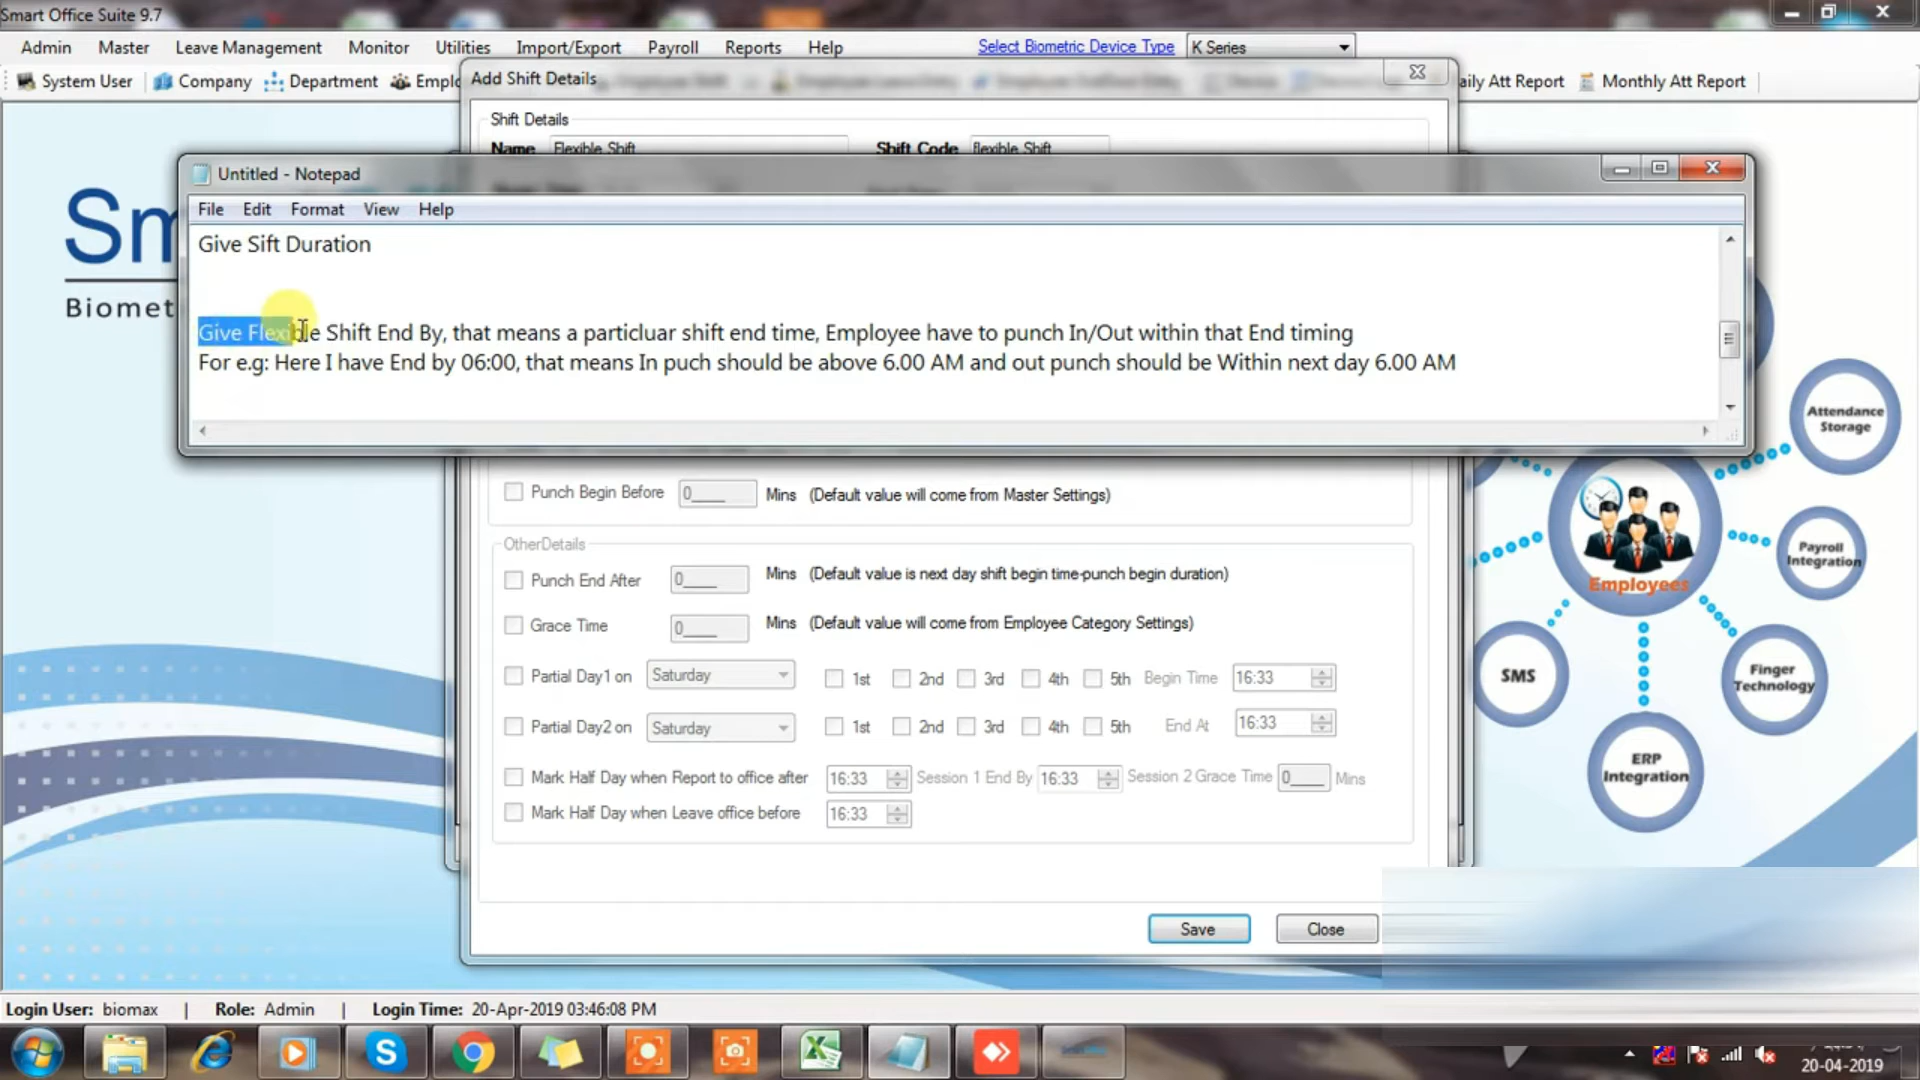 Smart Office Suite 9.7
Admin Master Leave Management Monitor Utilities Import/Export Payroll Reports Help Select Biometric Device Type K Series
System User Company Department Emplo
Add Shift Details
aily Att Report Monthly Att Report
Shift Details
Name Flexible Shift Shift Code flexible Shift
Untitled - Notepad
File Edit Format View Help
Give Sift Duration
Give Flexible Shift End By, that means a particluar shift end time, Employee have to punch In/Out within that End timing
For e.g: Here I have End by 06:00, that means In puch should be above 6.00 AM and out punch should be Within next day 6.00 AM
Sm
Biomet
Punch Begin Before 0____ Mins (Default value will come from Master Settings)
OtherDetails
Punch End After 0____ Mins (Default value is next day shift begin time-punch begin duration)
Grace Time 0____ Mins (Default value will come from Employee Category Settings)
Partial Day1 on Saturday 1st 2nd 3rd 4th 5th Begin Time 16:33
Partial Day2 on Saturday 1st 2nd 3rd 4th 5th End At 16:33
Mark Half Day when Report to office after 16:33 Session 1 End By 16:33 Session 2 Grace Time 0____ Mins
Mark Half Day when Leave office before 16:33
Save Close
Attendance
Storage
Employees
Payroll
Integration
SMS
Finger
Technology
ERP
Integration
Login User: biomax | Role: Admin | Login Time: 20-Apr-2019 03:46:08 PM
20-04-2019